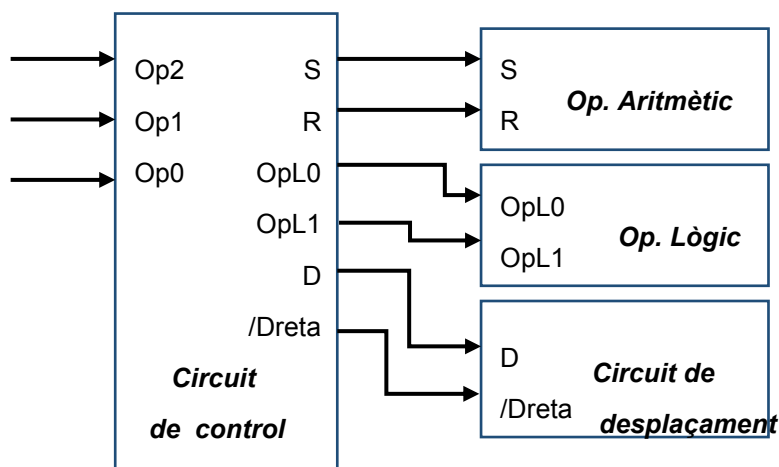 Op2
Op1
Op0
S
R
OpL0
OpL1
D
/Dreta
Circuit
de control
S
R
Op. Aritmètic
OpL0
OpL1
Op. Lògic
D
/Dreta
Circuit de
desplaçament